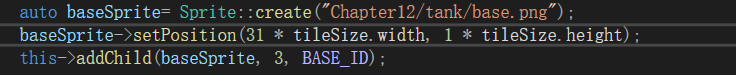 auto baseSprite= Sprite::create("Chapter12/tank/base.png");
baseSprite->setPosition(31 * tileSize.width, 1 * tileSize.height);
this->addChild(baseSprite, 3, BASE_ID);